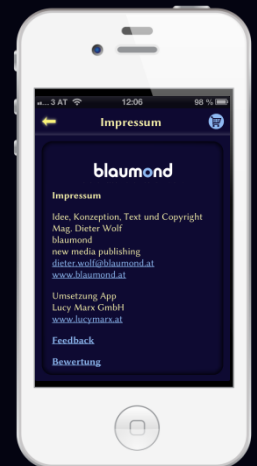 ...3 AT 12:06 98 %
Impressum
blaumond
Impressum
Idee, Konzeption, Text und Copyright
Mag. Dieter Wolf
blaumond
new media publishing
dieter.wolf@blaumond.at
www.blaumond.at
Umsetzung App
Lucy Marx GmbH
www.lucymarx.at
Feedback
Bewertung